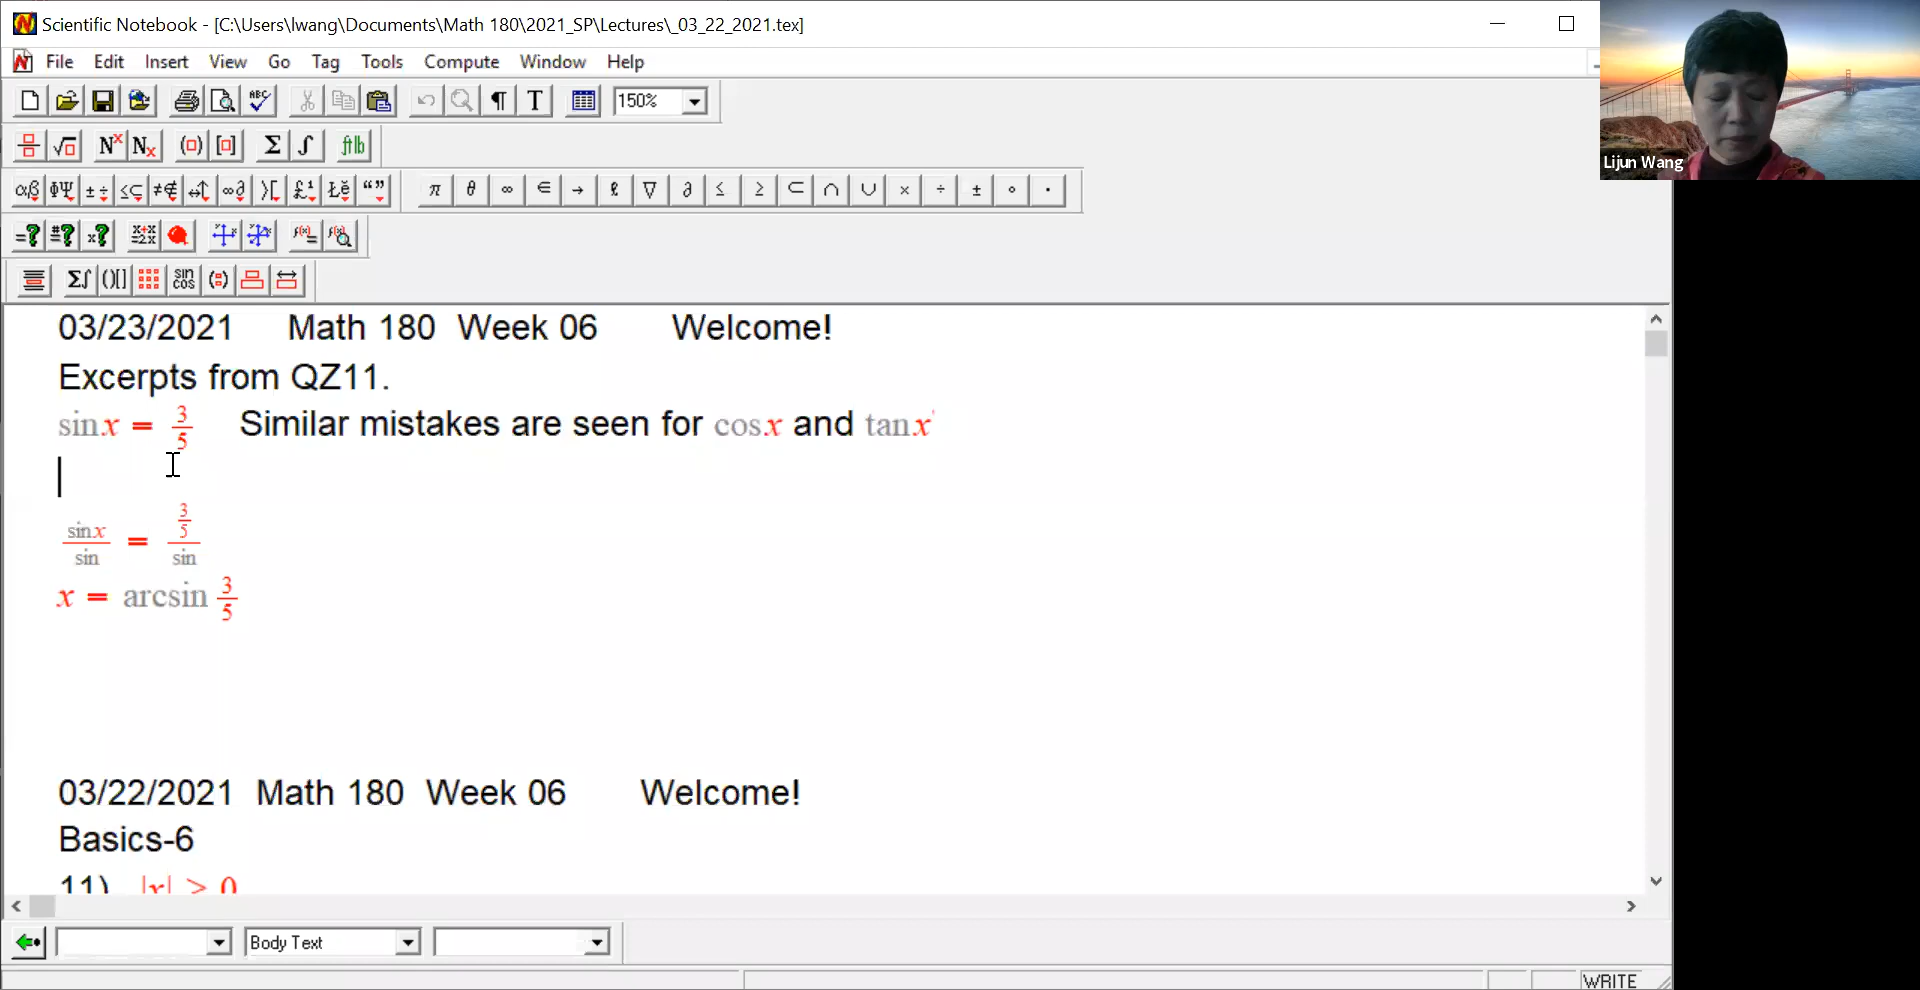 Scientific Notebook - [C:\Users\lwang\Documents\Math 180\2021_SP\Lectures\_03_22_2021.tex]
File Edit Insert View Go Tag Tools Compute Window Help
150%
Lijun Wang
03/23/2021 Math 180 Week 06 Welcome!
Excerpts from QZ11.
sin x = 3/5 Similar mistakes are seen for cos x and tan x'
sin x / sin = 3/5 / sin
x = arcsin 3/5
03/22/2021 Math 180 Week 06 Welcome!
Basics-6
11) |x| > 0
Body Text
WRITE